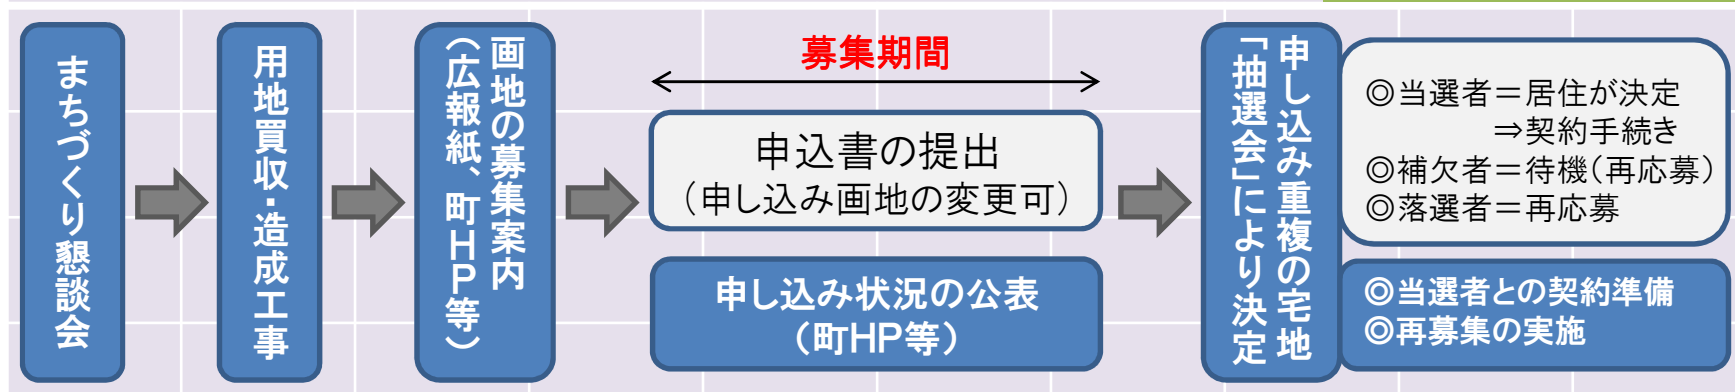 まちづくり懇談会
用地買収・造成工事
画地の募集案内
（広報紙、町ＨＰ等）
募集期間
申込書の提出
（申し込み画地の変更可）
申し込み状況の公表
（町HP等）
申し込み重複の宅地
「抽選会」により決定
◎当選者＝居住が決定
⇒契約手続き
◎補欠者＝待機（再応募）
◎落選者＝再応募
◎当選者との契約準備
◎再募集の実施